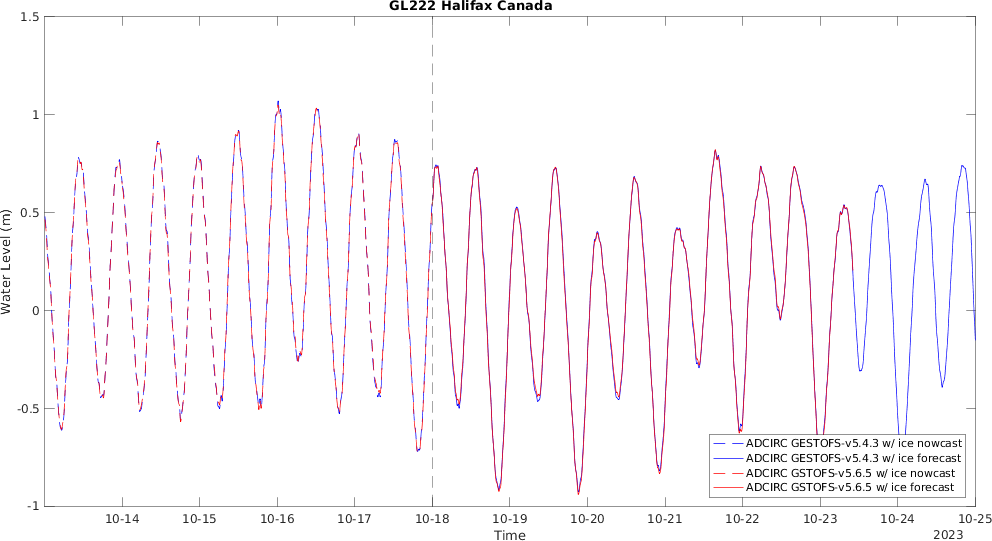 GL222 Halifax Canada
1.5
1
0.5
0
-0.5
-1
Water Level (m)
10-14
10-15
10-16
10-17
10-18
10-19
10-20
10-21
10-22
10-23
10-24
10-25
Time
2023
ADCIRC GESTOFS-v5.4.3 w/ ice nowcast
ADCIRC GESTOFS-v5.4.3 w/ ice forecast
ADCIRC GSTOFS-v5.6.5 w/ ice nowcast
ADCIRC GSTOFS-v5.6.5 w/ ice forecast